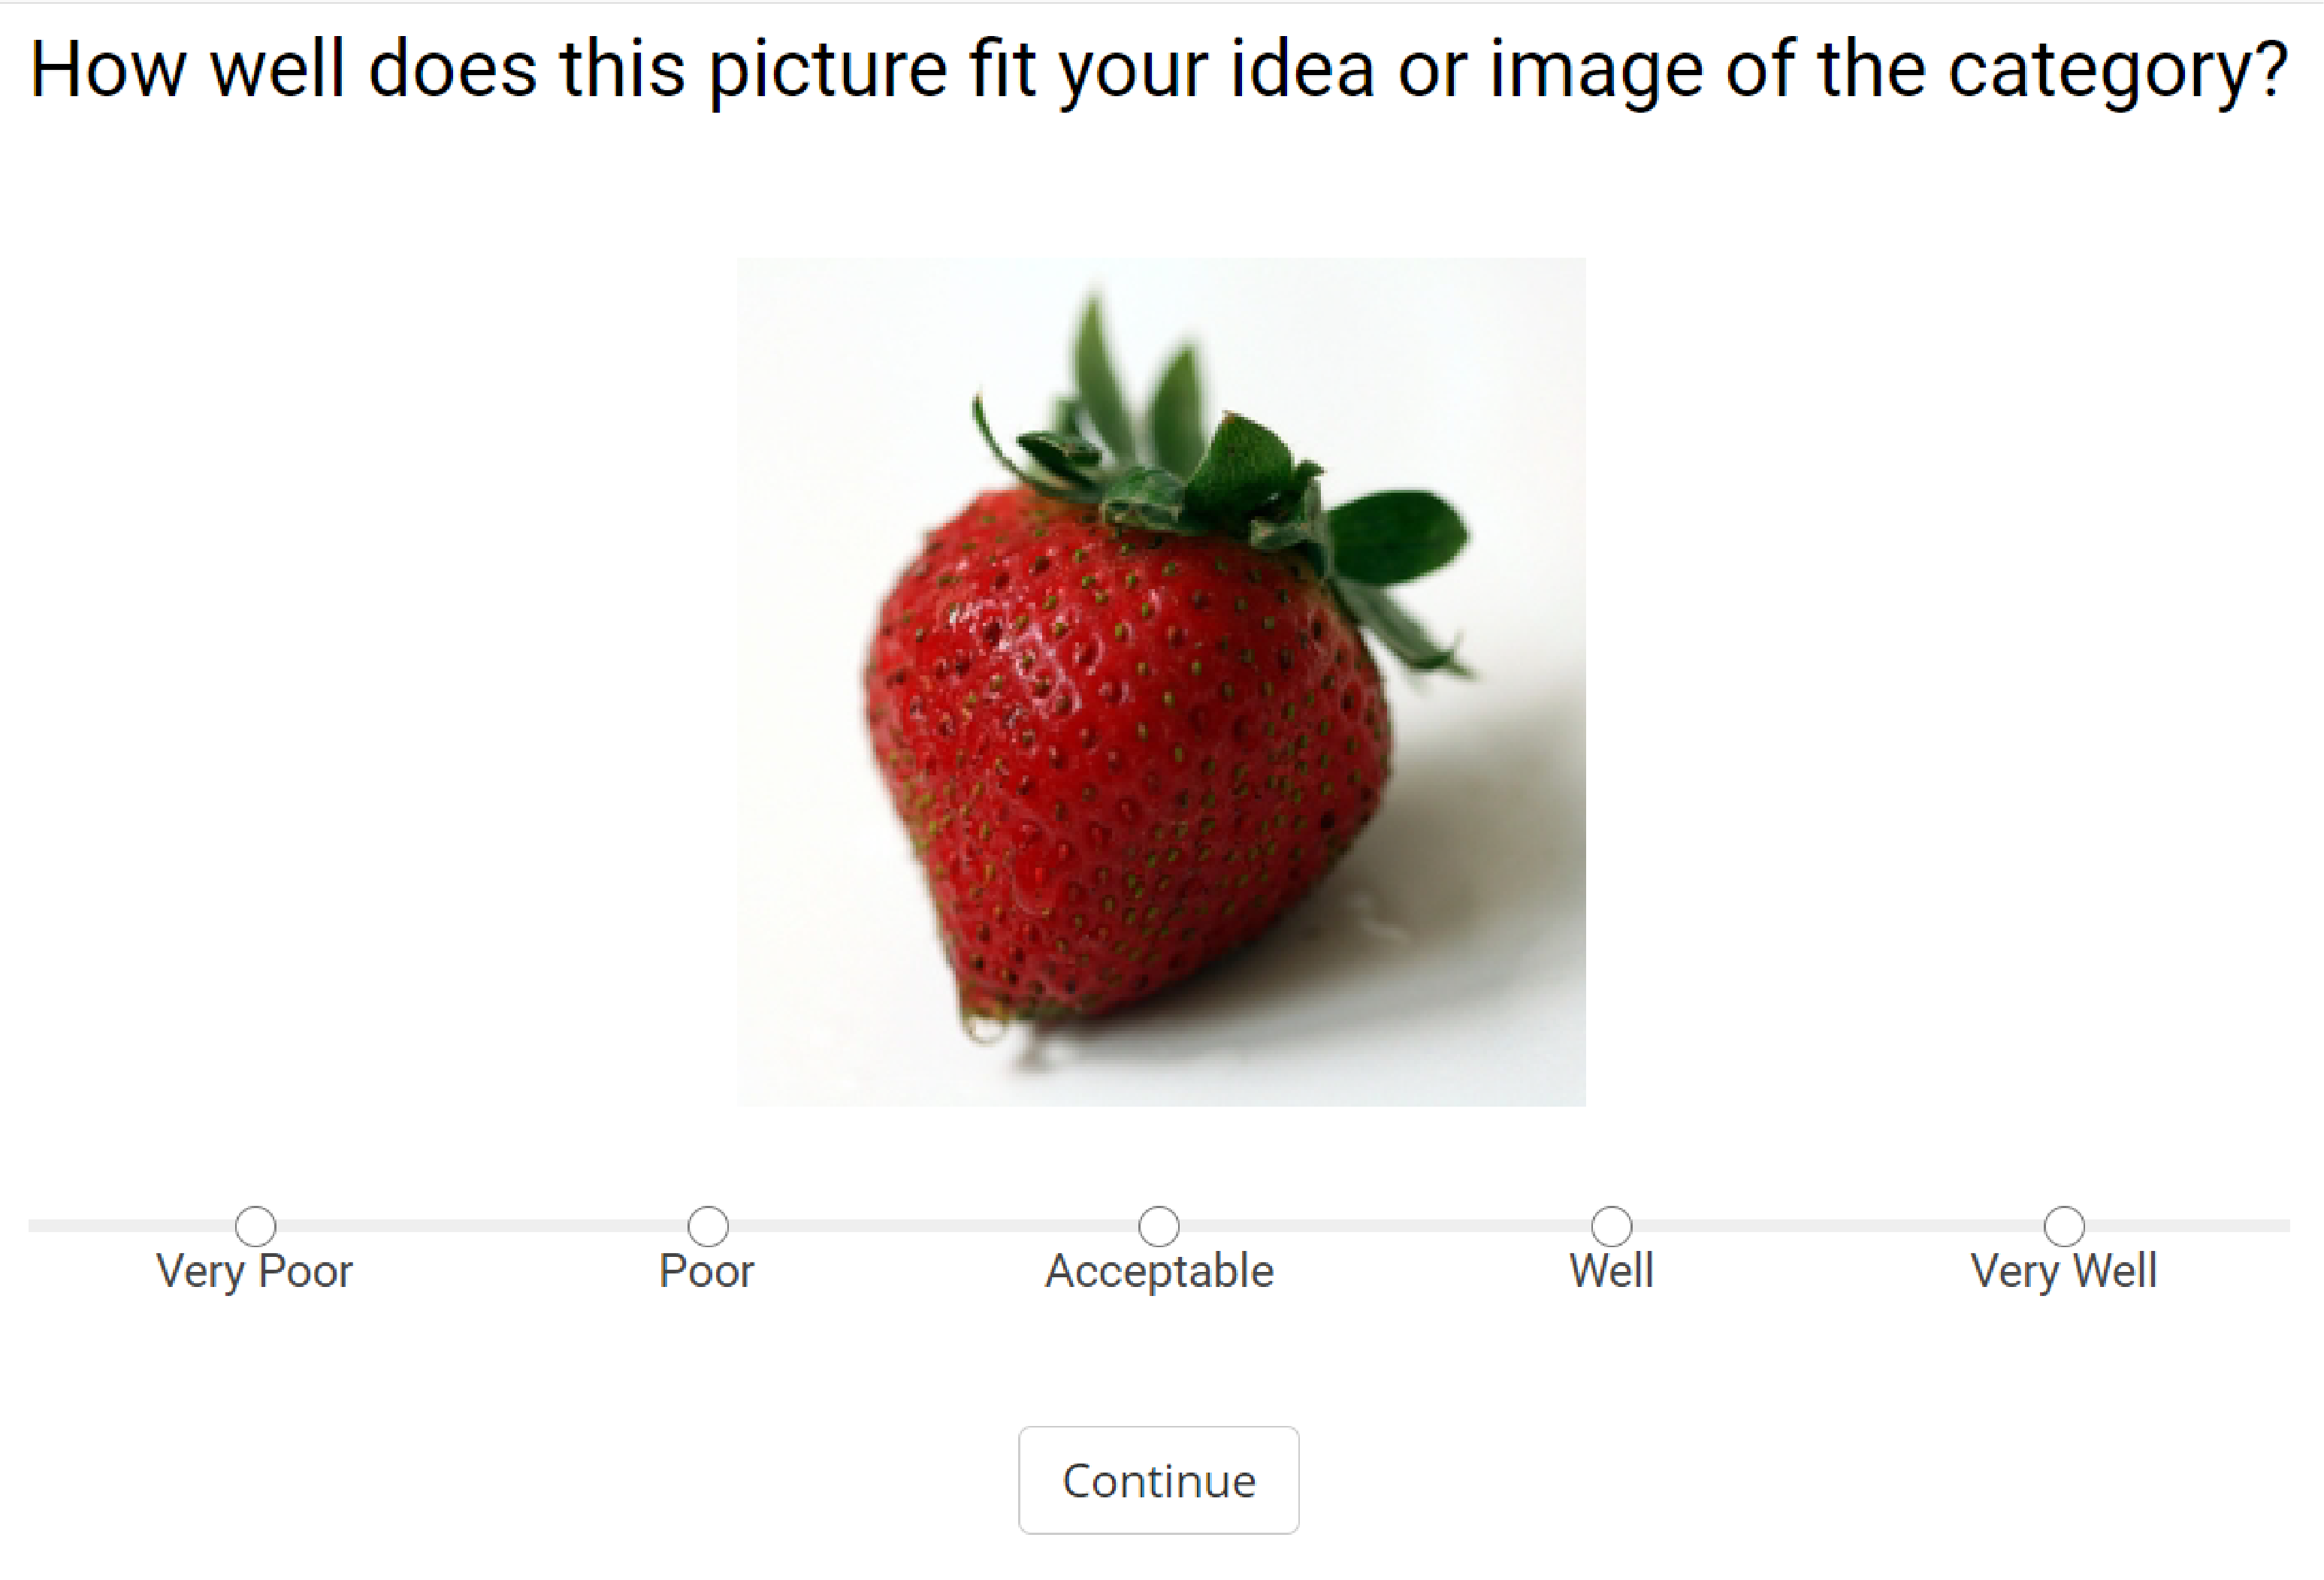 How well does this picture fit your idea or image of the category?
Very Poor Poor Acceptable Well Very Well
Continue